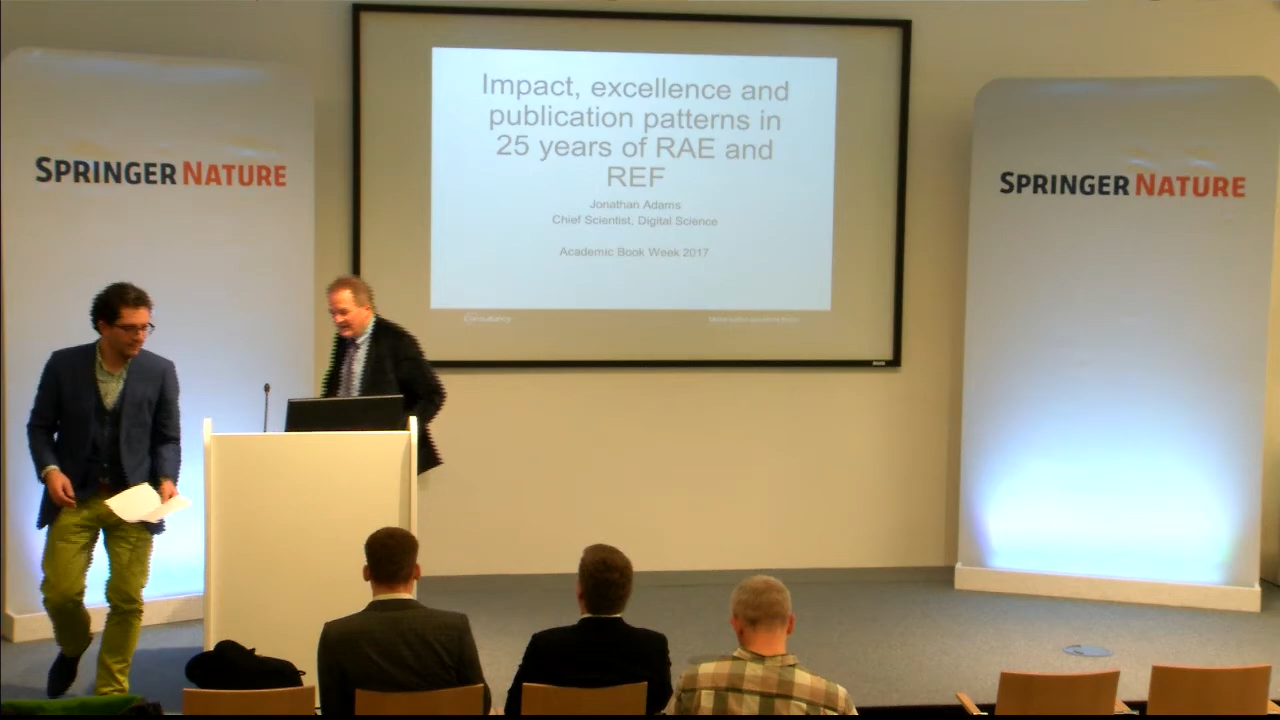 SPRINGER NATURE
Impact, excellence and
publication patterns in
25 years of RAE and
REF
Jonathan Adams
Chief Scientist, Digital Science
Academic Book Week 2017
Consultancy
SPRINGER NATURE